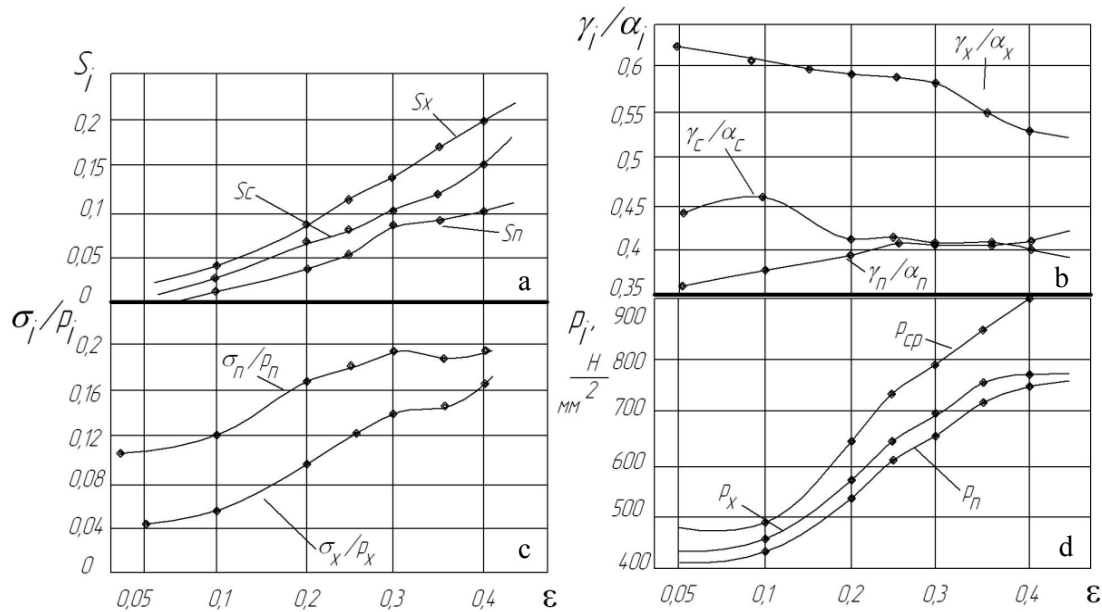 S_i
0,2
0,15
0,1
0,05
0
Sx
Sc
Sn
a
γ_i/α_i
0,6
0,55
0,5
0,45
0,4
0,35
γ_x/α_x
γ_c/α_c
γ_п/α_п
b
σ_i/p_i
0,2
0,16
0,12
0,08
0,04
0
σ_п/p_п
σ_x/p_x
c
0,05
0,1
0,2
0,3
0,4
ε
p_i,
Н
мм²
900
800
700
600
500
400
p_ср
p_x
p_п
d
0,05
0,1
0,2
0,3
0,4
ε